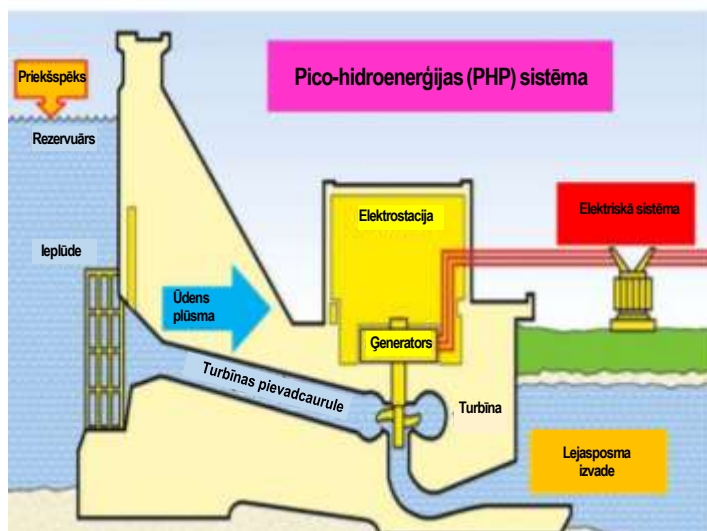 Pico-hidroenerģijas (PHP) sistēma
Priekšspēks
Rezervuārs
Elektrostacija
Elektriskā sistēma
Ieplūde
Ūdens
plūsma
Ģenerators
Turbīnas pievadcaurule
Turbīna
Lejasposma
izvade